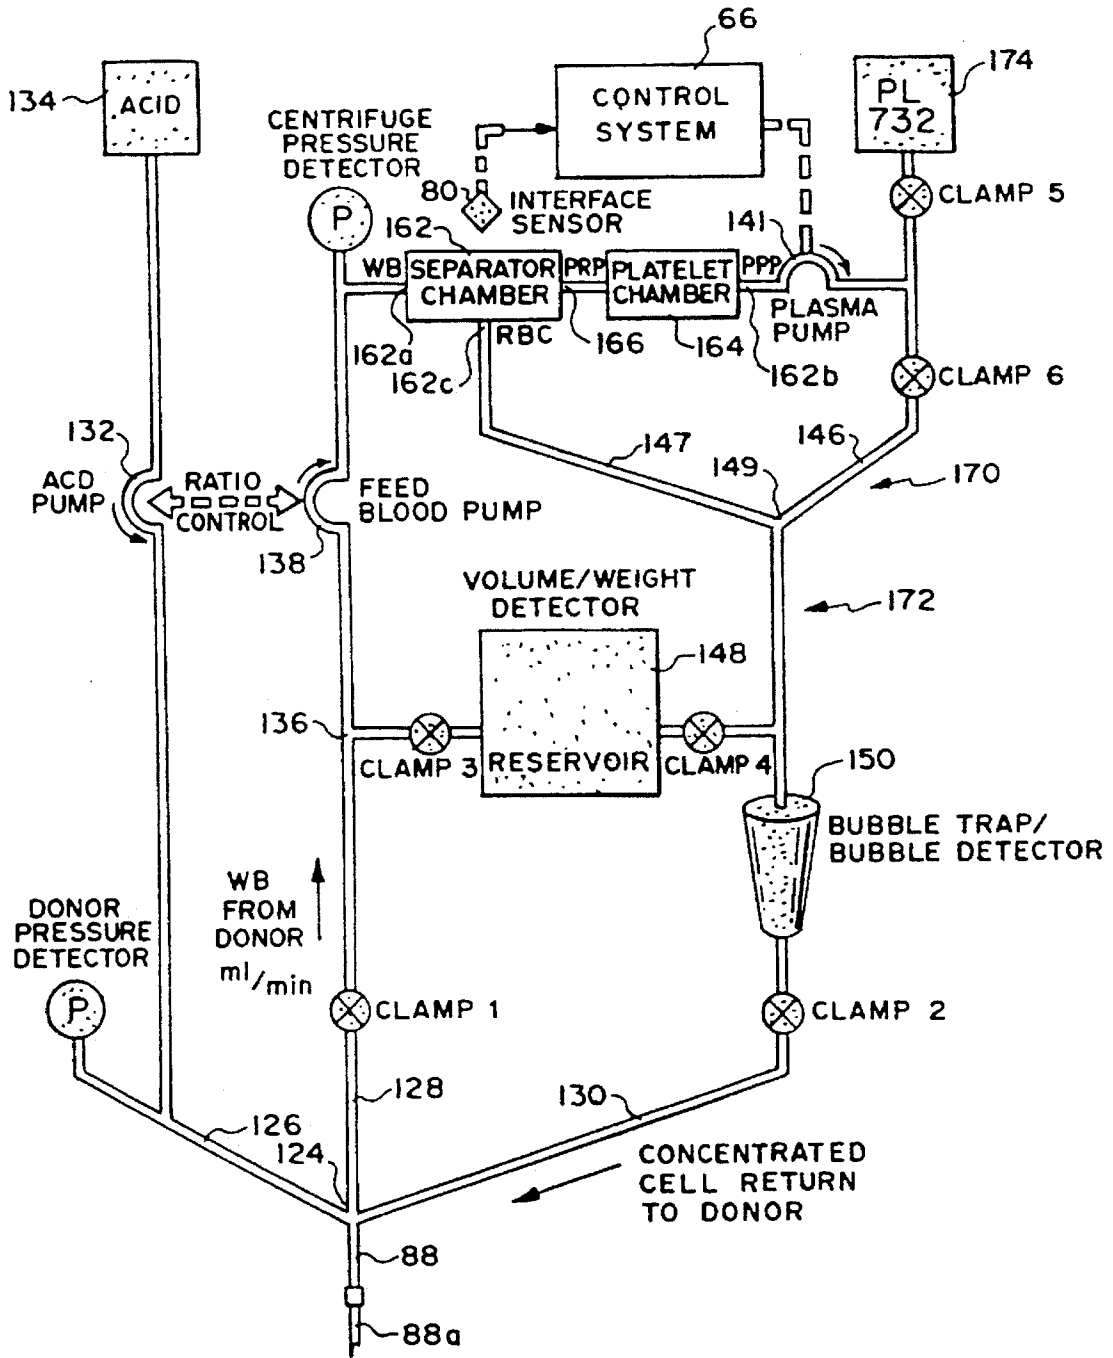 66
134
ACID
CONTROL
SYSTEM
PL
732
174
CENTRIFUGE
PRESSURE
DETECTOR
P
80
INTERFACE
SENSOR
CLAMP 5
162
141
WB
SEPARATOR
CHAMBER
PRP
PLATELET
CHAMBER
PPP
PLASMA
PUMP
162a
162c
RBC
166
164
162b
CLAMP 6
132
ACD
PUMP
RATIO
CONTROL
FEED
BLOOD PUMP
138
147
149
146
170
VOLUME/WEIGHT
DETECTOR
172
148
136
CLAMP 3
RESERVOIR
CLAMP 4
150
BUBBLE TRAP/
BUBBLE DETECTOR
WB
FROM
DONOR
ml/min
DONOR
PRESSURE
DETECTOR
P
CLAMP 1
CLAMP 2
128
130
126
124
CONCENTRATED
CELL RETURN
TO DONOR
88
88a